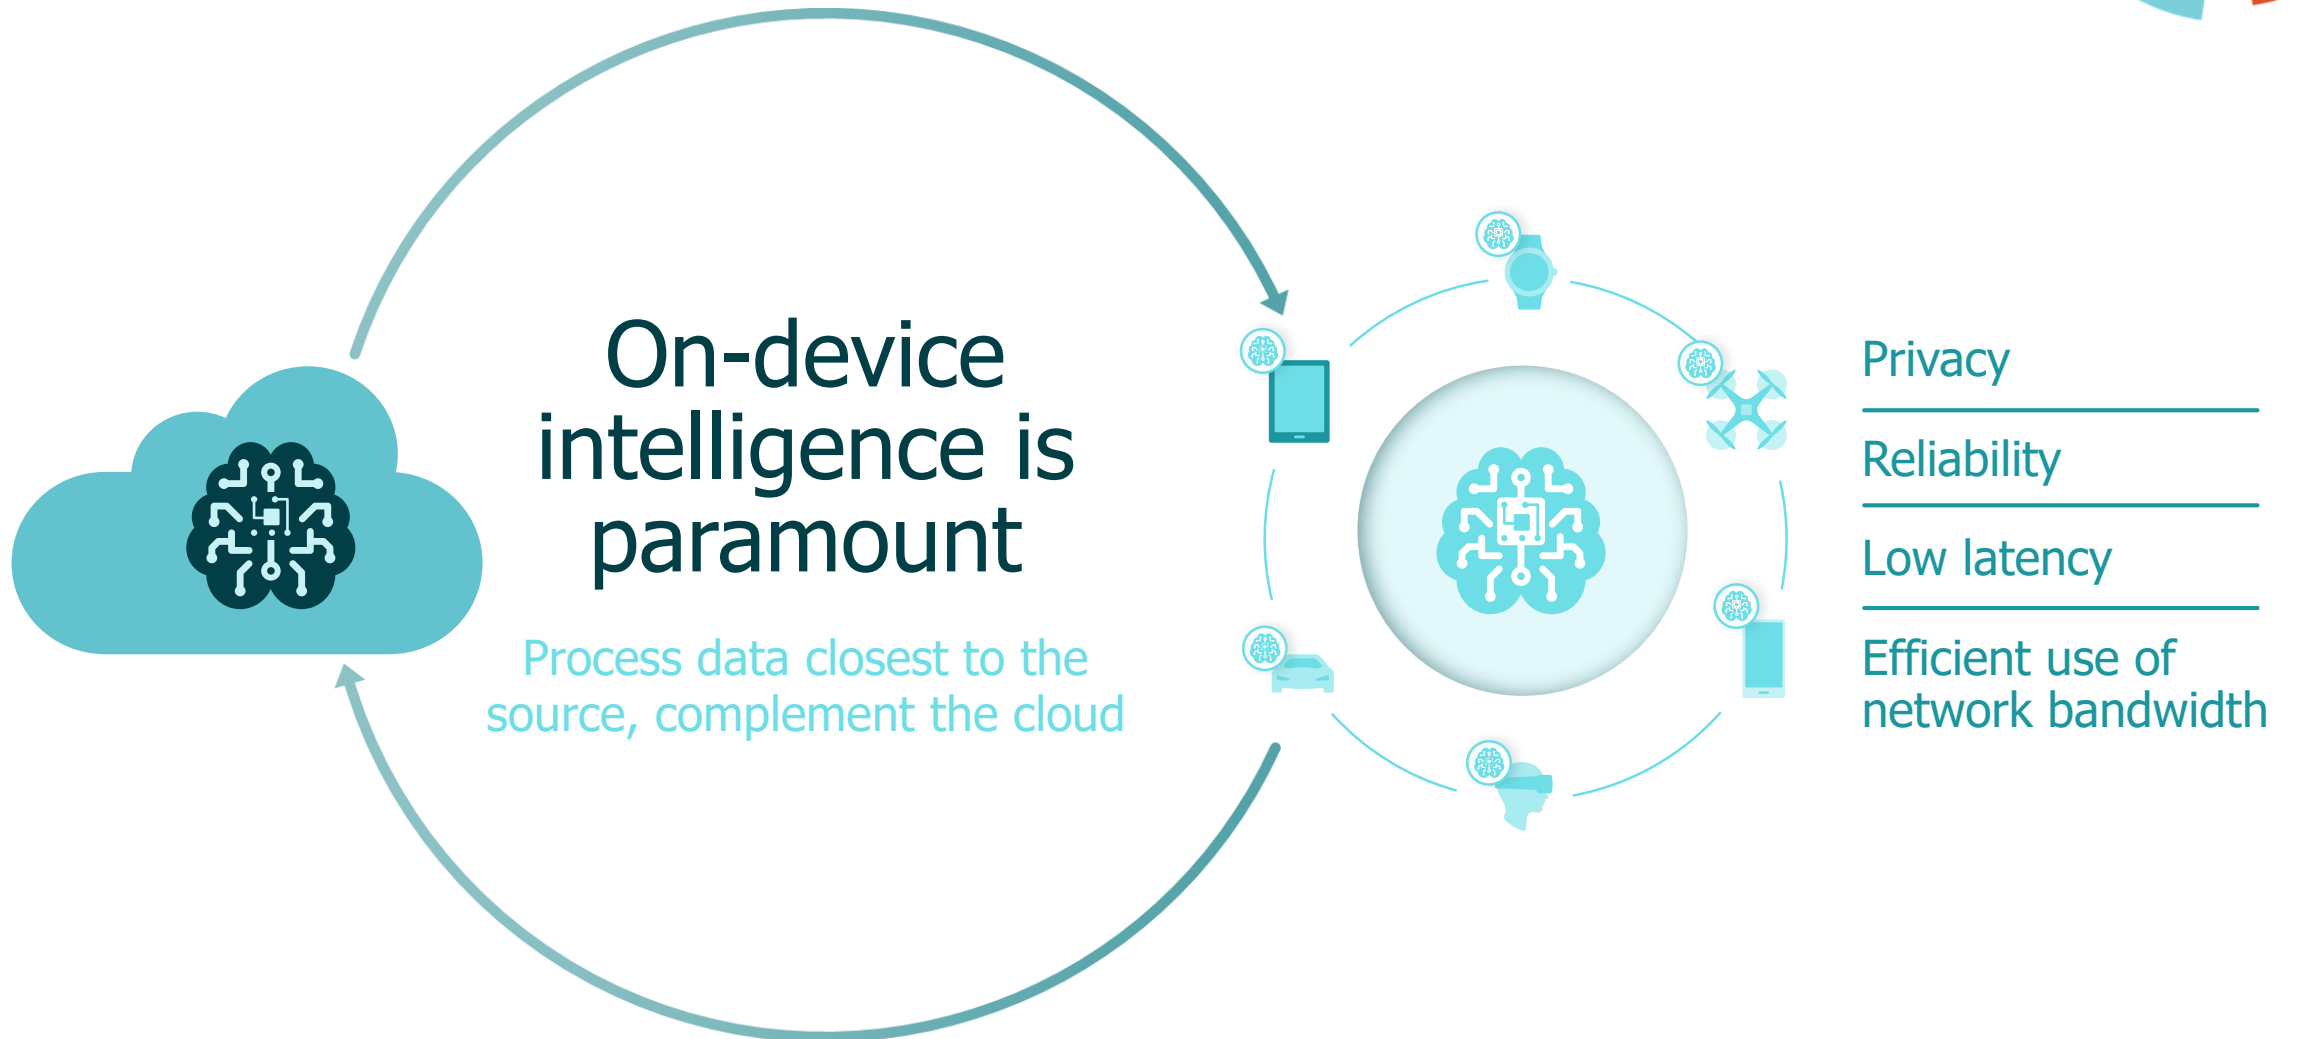 On-device
intelligence is
paramount
Process data closest to the
source, complement the cloud
Privacy
Reliability
Low latency
Efficient use of
network bandwidth